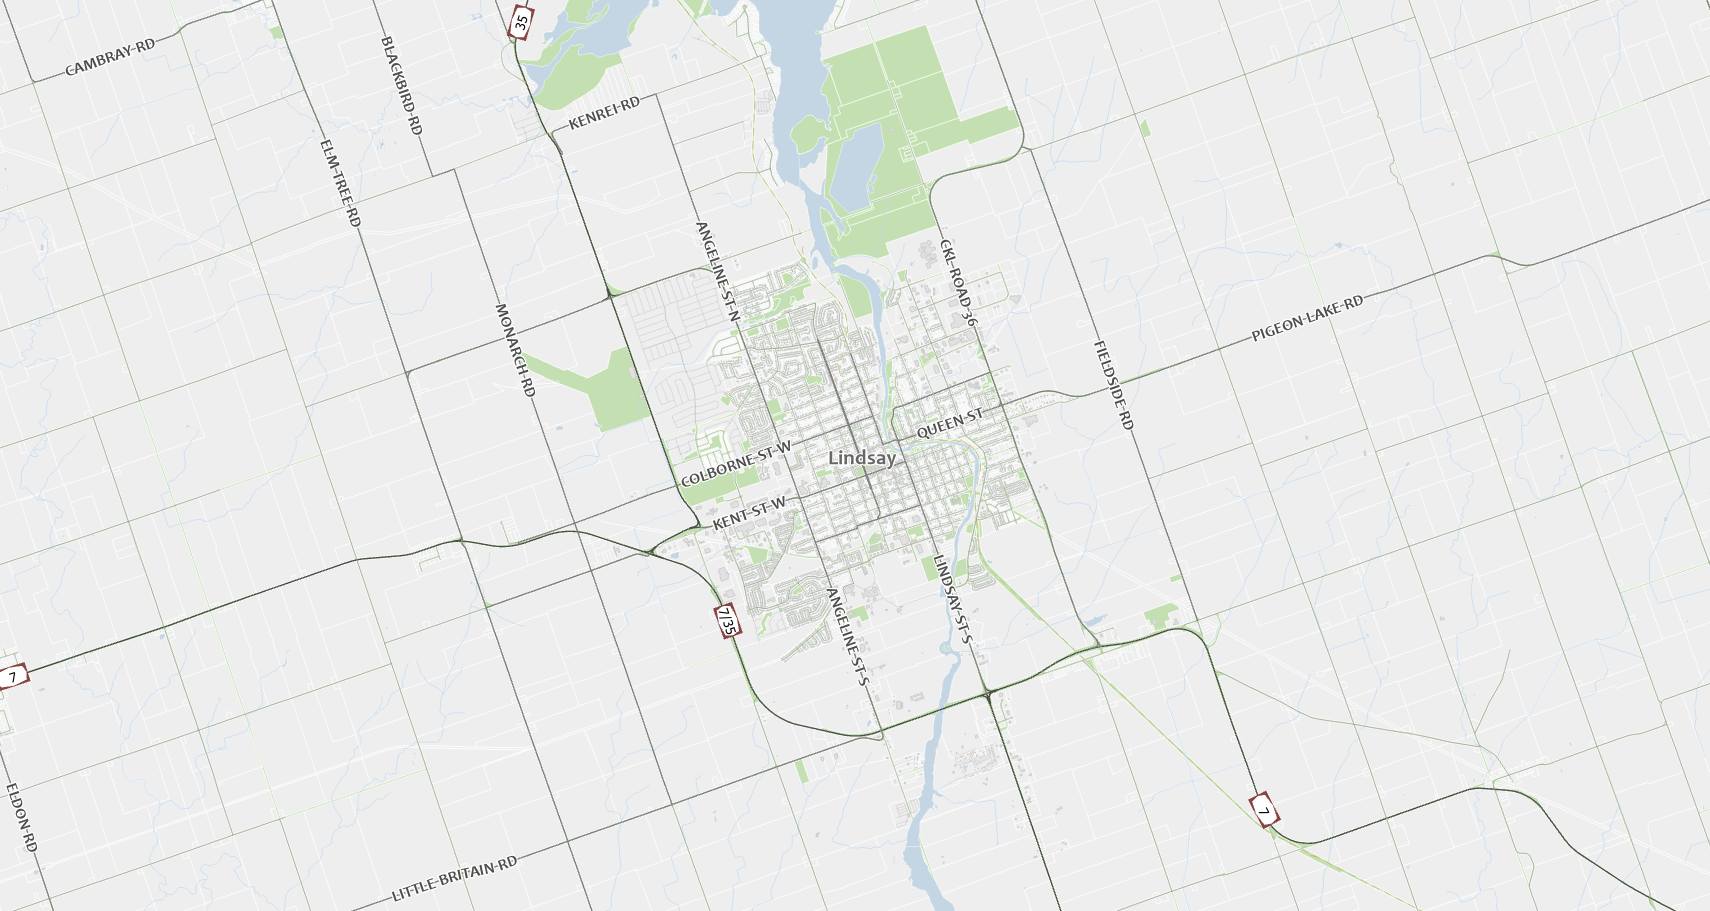 35
CAMBRAY RD
BLACKBIRD RD
KENREI RD
ELM TREE RD
ANGELINE ST N
CKL ROAD 36
MONARCH RD
PIGEON LAKE RD
FIELDSIDE RD
QUEEN ST
COLBORNE ST W
Lindsay
KENT ST W
LINDSAY ST S
7/35
ANGELINE ST S
7
7
ELDON RD
LITTLE BRITAIN RD